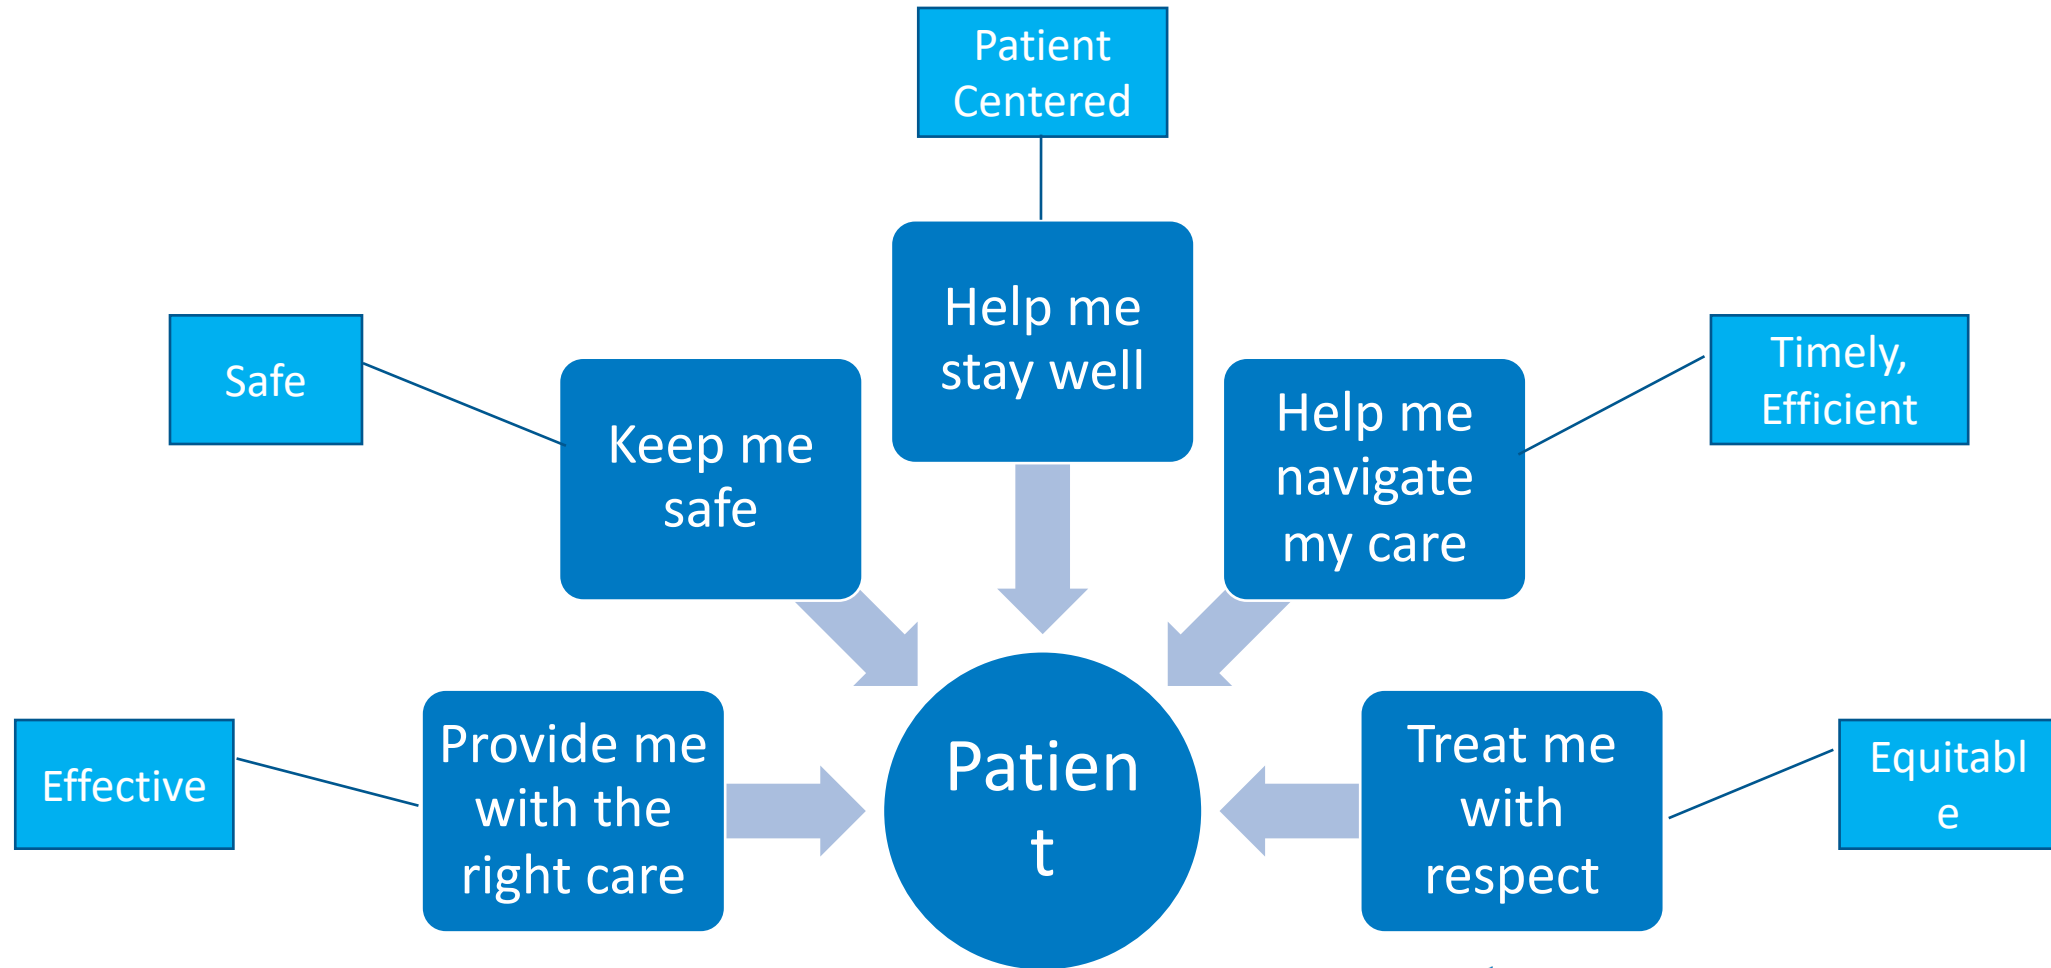 Patient
Centered
Help me
stay well
Safe
Keep me
safe
Help me
navigate
my care
Timely,
Efficient
Effective
Provide me
with the
right care
Patien
t
Treat me
with
respect
Equitabl
e